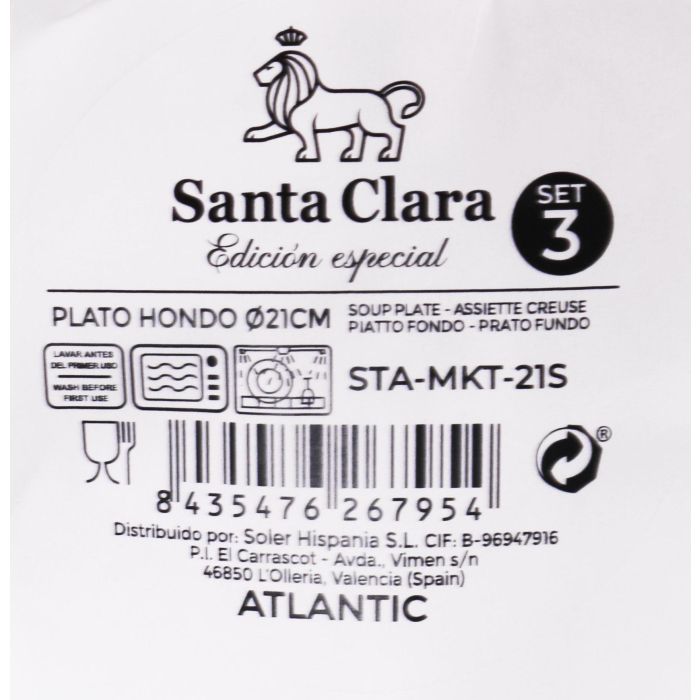 Santa Clara
Edición especial
SET
3
PLATO HONDO Ø21CM
SOUP PLATE - ASSIETTE CREUSE
PIATTO FONDO - PRATO FUNDO
LAVAR ANTES
DEL PRIMER USO
WASH BEFORE
FIRST USE
STA-MKT-21S
®
8 435476 267954
Distribuido por: Soler Hispania S.L. CIF: B-96947916
P.I. El Carrascot - Avda., Vimen s/n
46850 L'Olleria, Valencia (Spain)
ATLANTIC